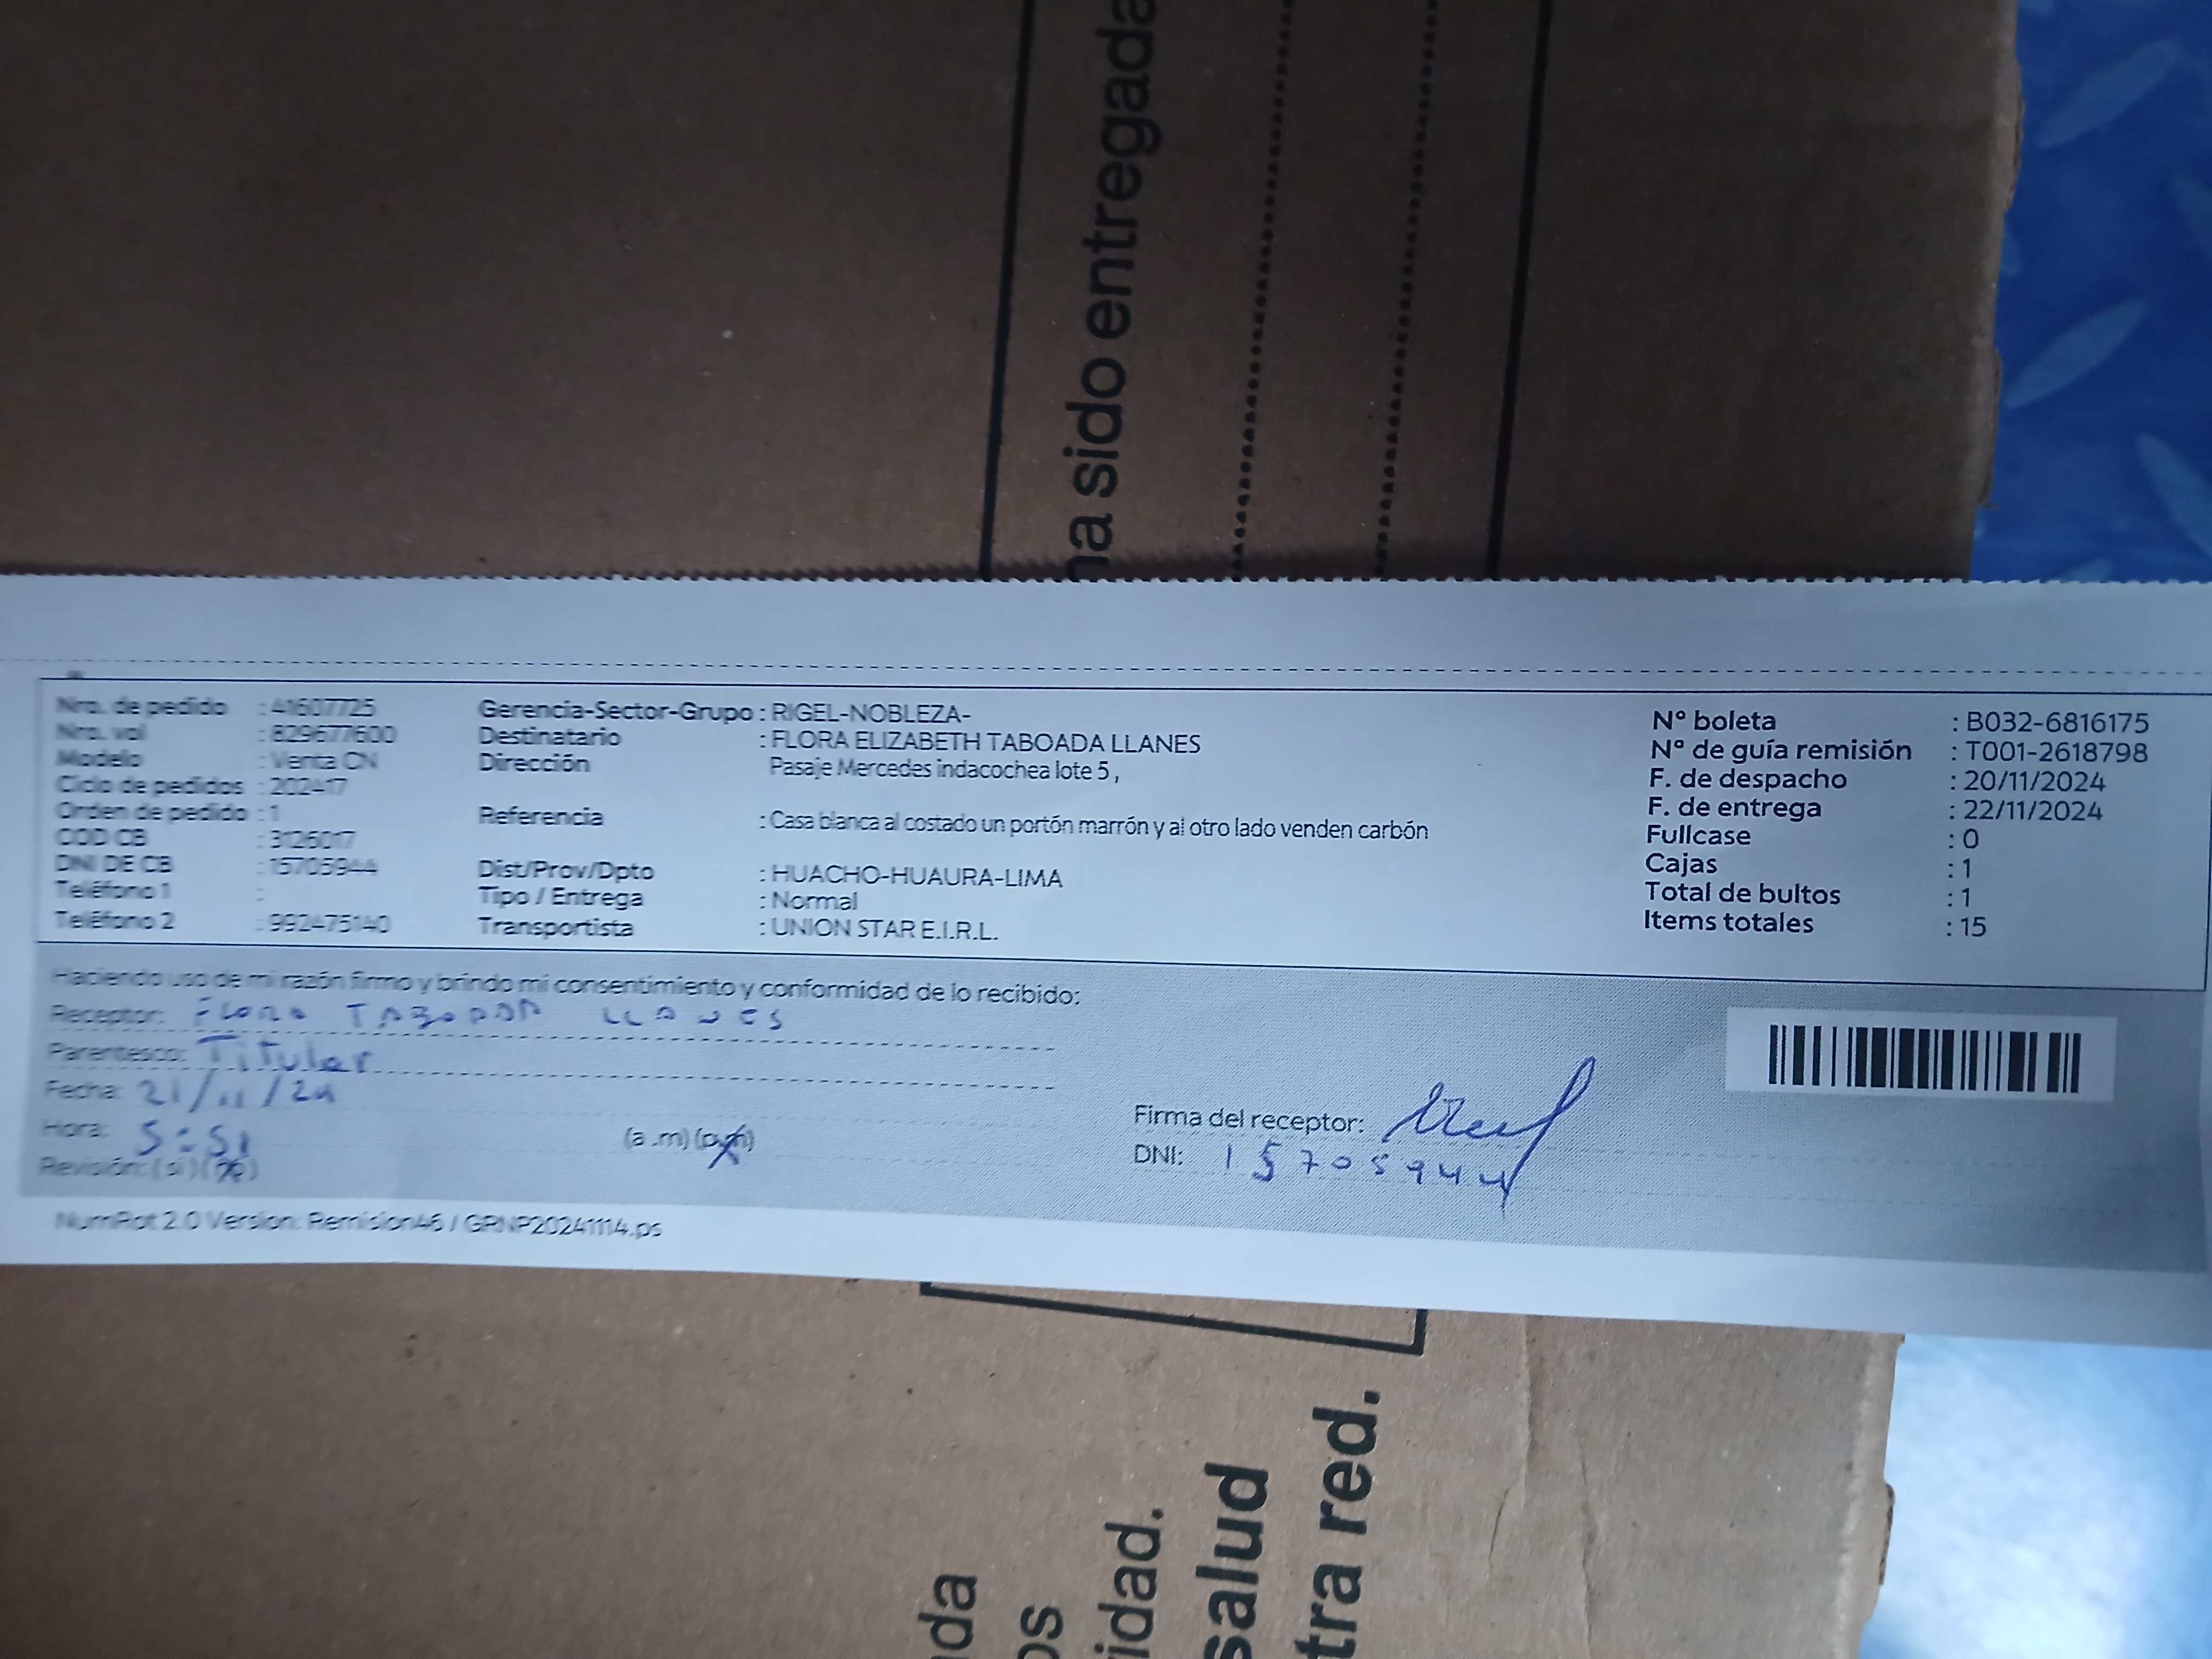 na sido entregada
Nro. de pedido : 41607725
Nro. val : 829677600
Modelo : Venta CN
Ciclo de pedidos : 202417
Orden de pedido : 1
COD CB : 3126017
DNI DE CB : 15705944
Teléfono 1 :
Teléfono 2 : 992475140
Gerencia-Sector-Grupo : RIGEL-NOBLEZA-
Destinatario : FLORA ELIZABETH TABOADA LLANES
Dirección Pasaje Mercedes indacochea lote 5 ,
Referencia : Casa blanca al costado un portón marrón y al otro lado venden carbón
Dist/Prov/Dpto : HUACHO-HUAURA-LIMA
Tipo / Entrega : Normal
Transportista : UNION STAR E.I.R.L.
N° boleta : B032-6816175
N° de guía remisión : T001-2618798
F. de despacho : 20/11/2024
F. de entrega : 22/11/2024
Fullcase : 0
Cajas : 1
Total de bultos : 1
Items totales : 15
Haciendo uso de mi razón firmo y brindo mi consentimiento y conformidad de lo recibido:
Receptor: FLORA TABOADA LLANES
Parentesco: Titular
Fecha: 21/11/24
Hora: 5:51 (a .m) (p.m)
Revisión: (si) (no)
Firma del receptor:
DNI: 15705944
NumRot 2.0 Version: Remision46 / GRNP20241114.ps
da
os
ridad.
salud
tra red.